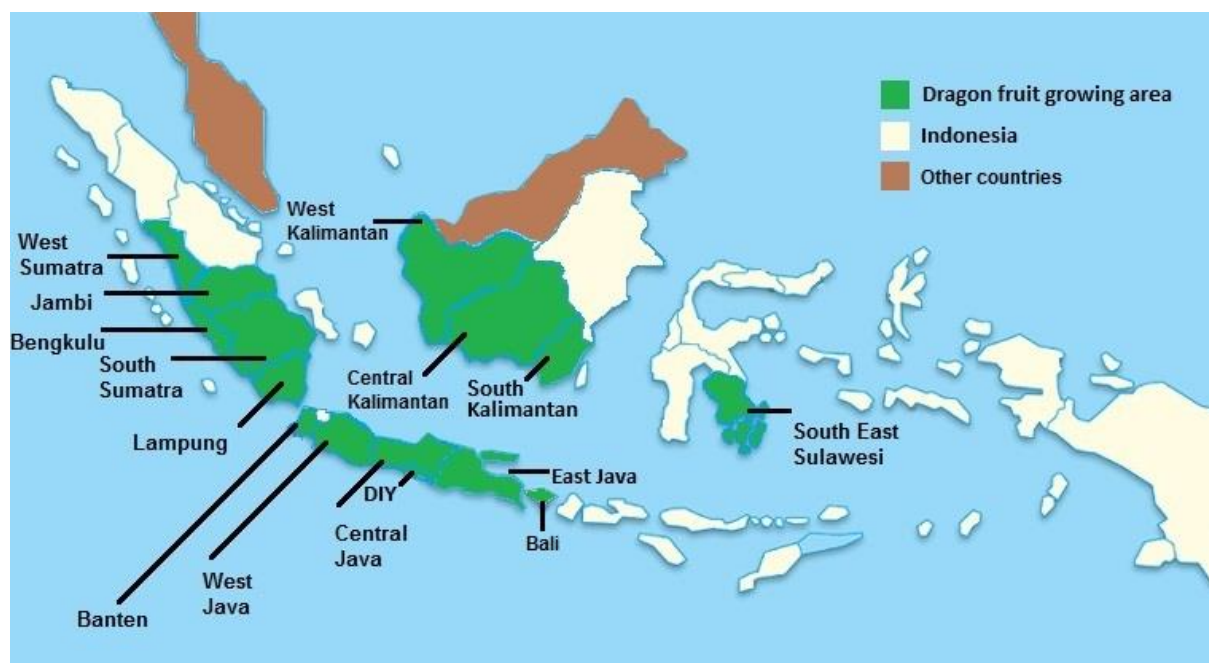 Dragon fruit growing area
Indonesia
Other countries
West
Kalimantan
West
Sumatra
Jambi
Bengkulu
South
Sumatra
Lampung
Central
Kalimantan
South
Kalimantan
South East
Sulawesi
East Java
DIY
Central
Java
Bali
West
Java
Banten